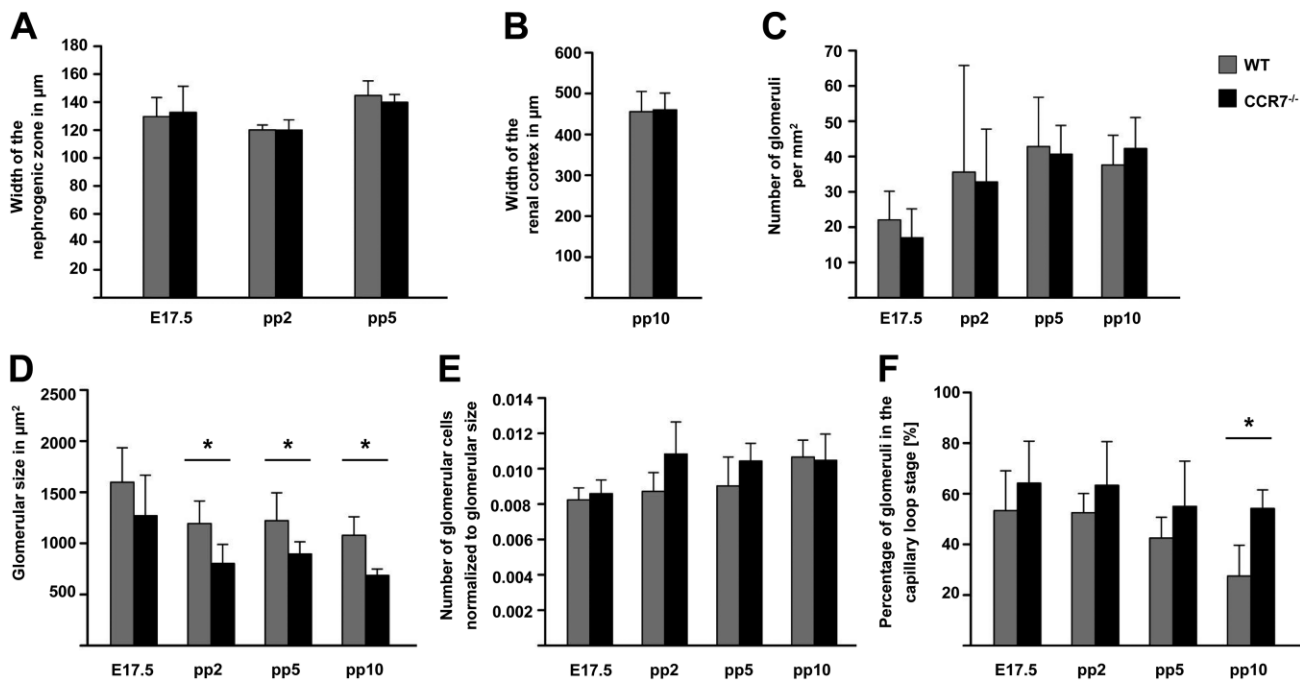 A
Width of the
nephrogenic zone in µm
180
160
140
120
100
80
60
40
20
E17.5 pp2 pp5
B
Width of the
renal cortex in µm
600
500
400
300
200
100
pp10
C
Number of glomeruli
per mm²
70
60
50
40
30
20
10
E17.5 pp2 pp5 pp10
WT
CCR7-/-
D
Glomerular size in µm²
2500
2000
1500
1000
500
* * *
E17.5 pp2 pp5 pp10
E
Number of glomerular cells
normalized to glomerular size
0.014
0.012
0.010
0.008
0.006
0.004
0.002
E17.5 pp2 pp5 pp10
F
Percentage of glomeruli in the
capillary loop stage [%]
100
80
60
40
20
*
E17.5 pp2 pp5 pp10